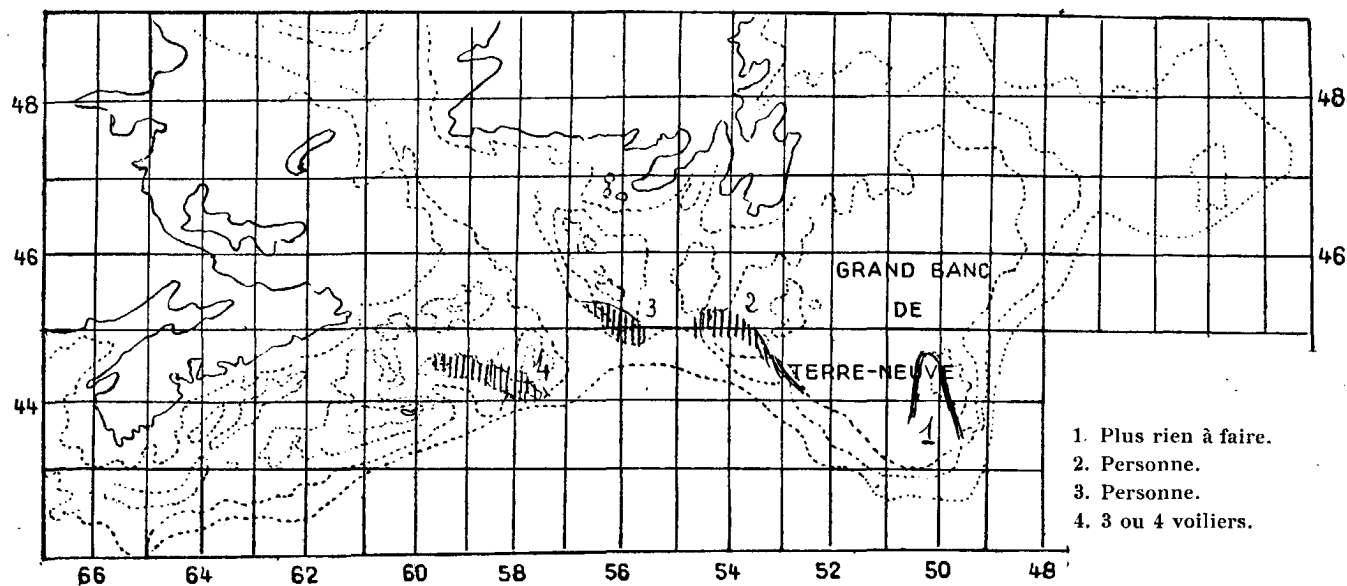 48
48
46
46
GRAND BANC
3
2
DE
4
TERRE-NEUVE
44
1
1. Plus rien à faire.
2. Personne.
3. Personne.
4. 3 ou 4 voiliers.
66 64 62 60 58 56 54 52 50 48